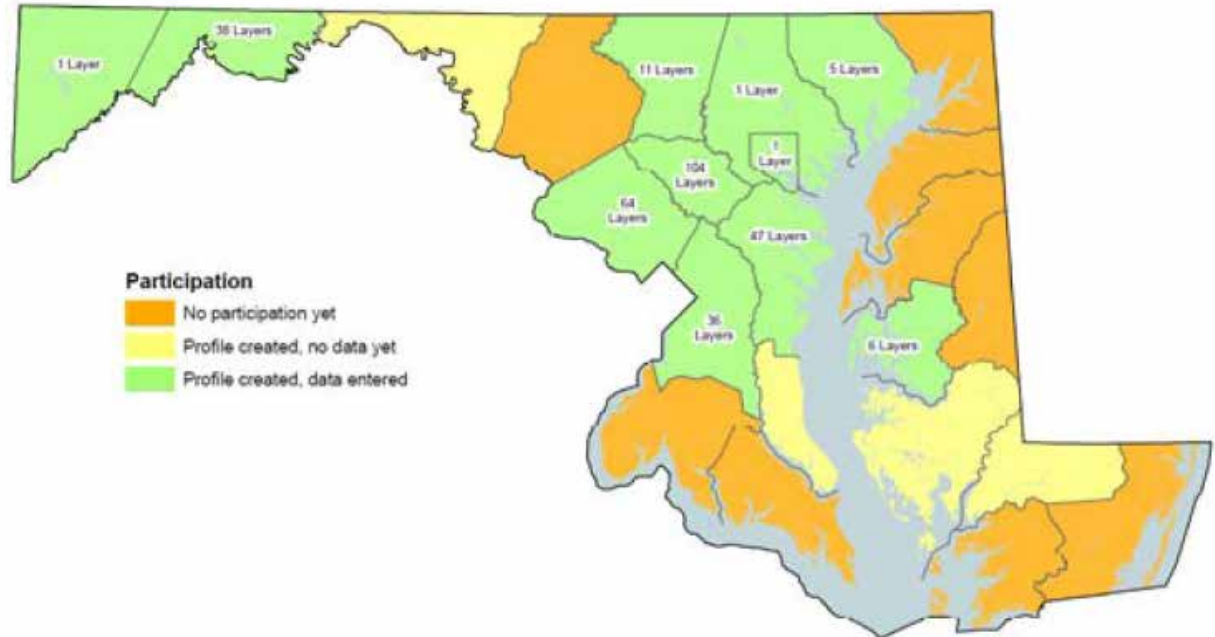 38 Layers
1 Layer
11 Layers
1 Layer
5 Layers
1
Layer
104
Layers
64
Layers
47 Layers
36
Layers
6 Layers
Participation
No participation yet
Profile created, no data yet
Profile created, data entered